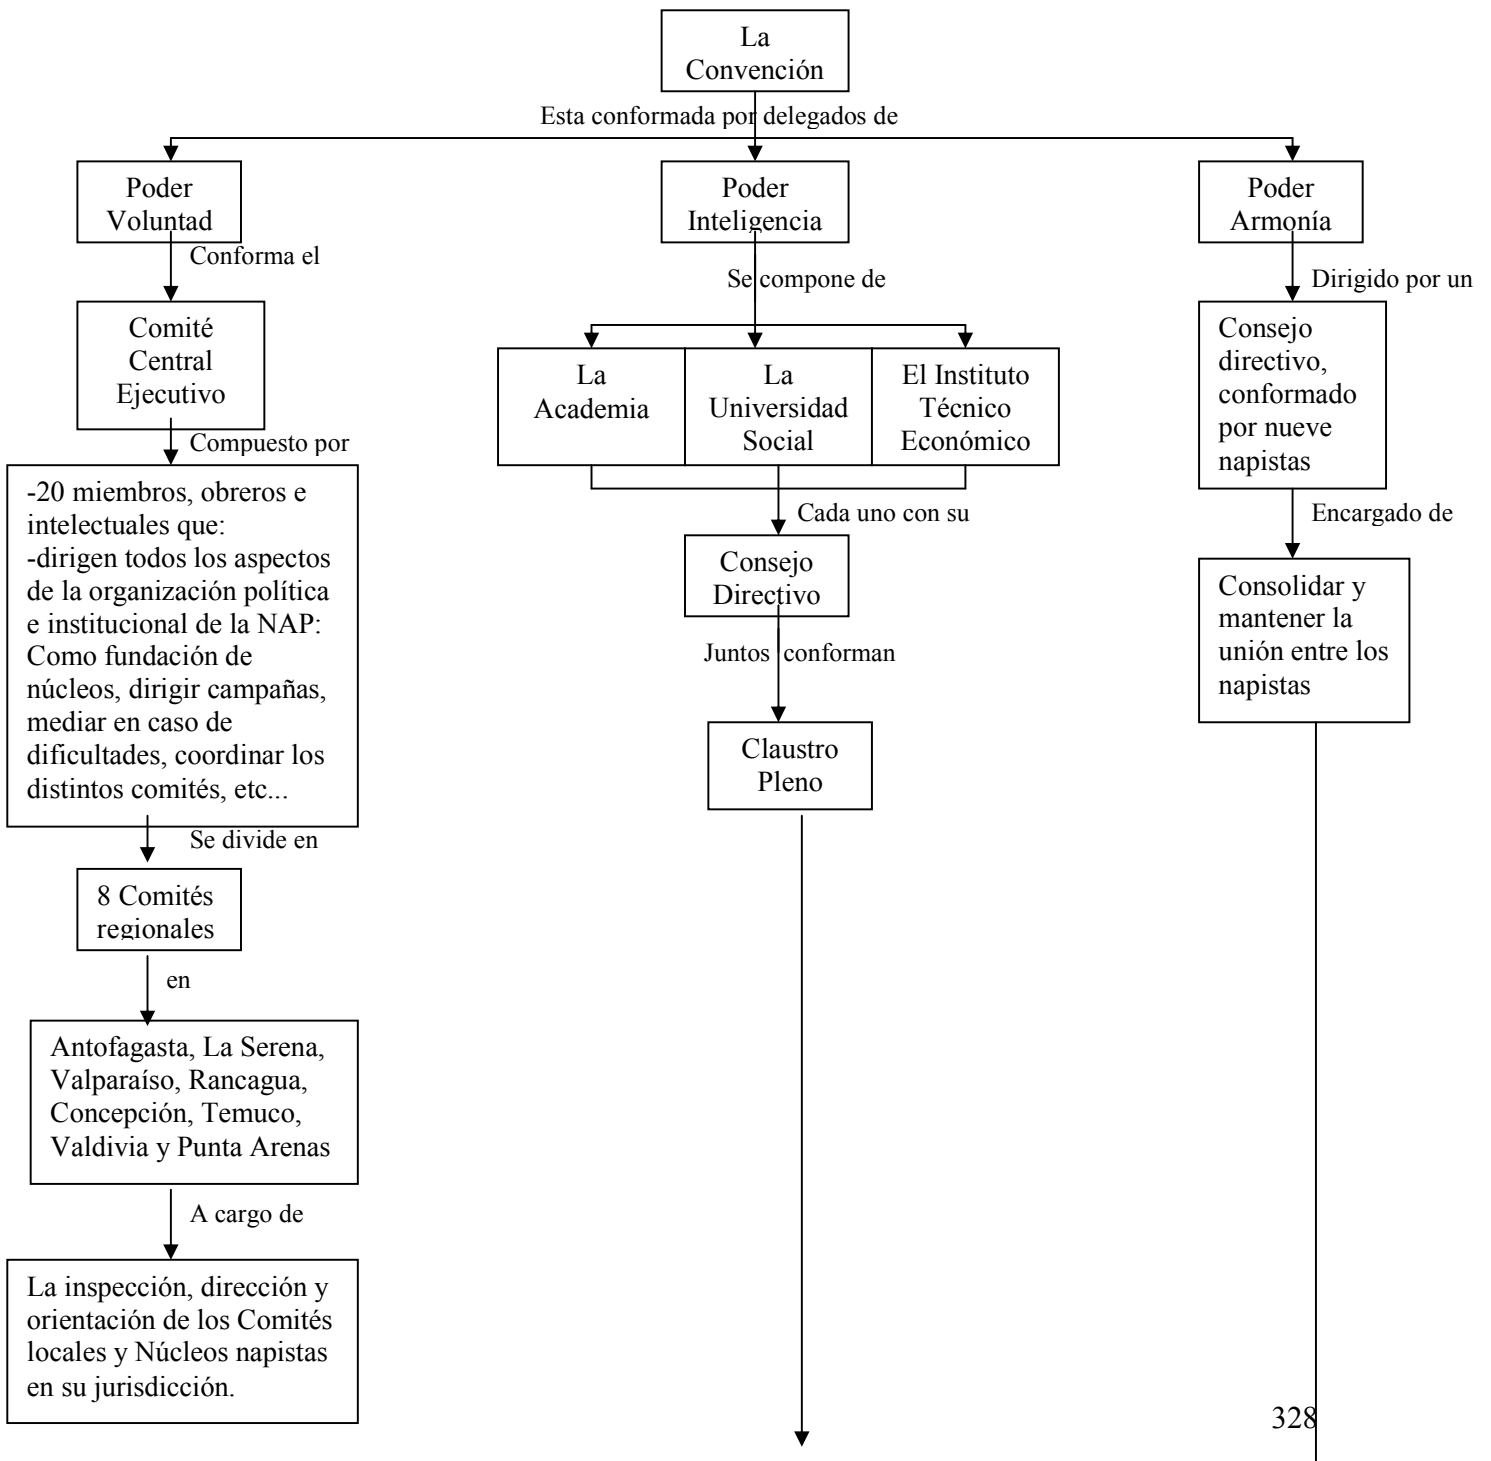 La
Convención
Esta conformada por delegados de
Poder
Voluntad
Conforma el
Comité
Central
Ejecutivo
Compuesto por
-20 miembros, obreros e
intelectuales que:
-dirigen todos los aspectos
de la organización política
e institucional de la NAP:
Como fundación de
núcleos, dirigir campañas,
mediar en caso de
dificultades, coordinar los
distintos comités, etc...
Se divide en
8 Comités
regionales
en
Antofagasta, La Serena,
Valparaíso, Rancagua,
Concepción, Temuco,
Valdivia y Punta Arenas
A cargo de
La inspección, dirección y
orientación de los Comités
locales y Núcleos napistas
en su jurisdicción.
Poder
Inteligencia
Se compone de
La
Academia
La
Universidad
Social
El Instituto
Técnico
Económico
Cada uno con su
Consejo
Directivo
Juntos conforman
Claustro
Pleno
Poder
Armonía
Dirigido por un
Consejo
directivo,
conformado
por nueve
napistas
Encargado de
Consolidar y
mantener la
unión entre los
napistas
328